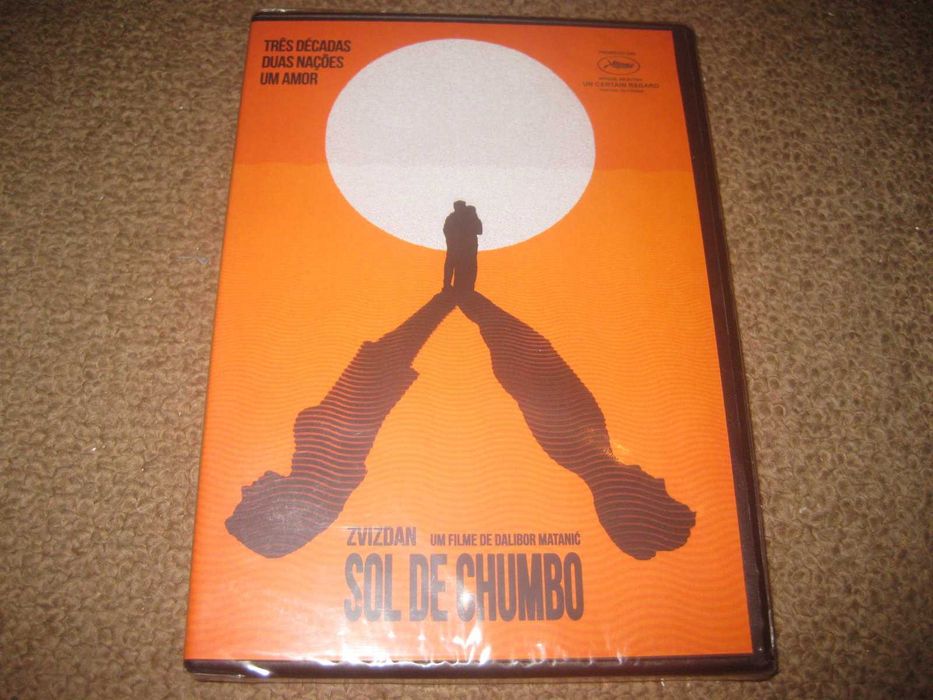 TRÊS DÉCADAS
DUAS NAÇÕES
UM AMOR
UN CERTAIN REGARD
ZVIZDAN UM FILME DE DALIBOR MATANIĆ
SOL DE CHUMBO